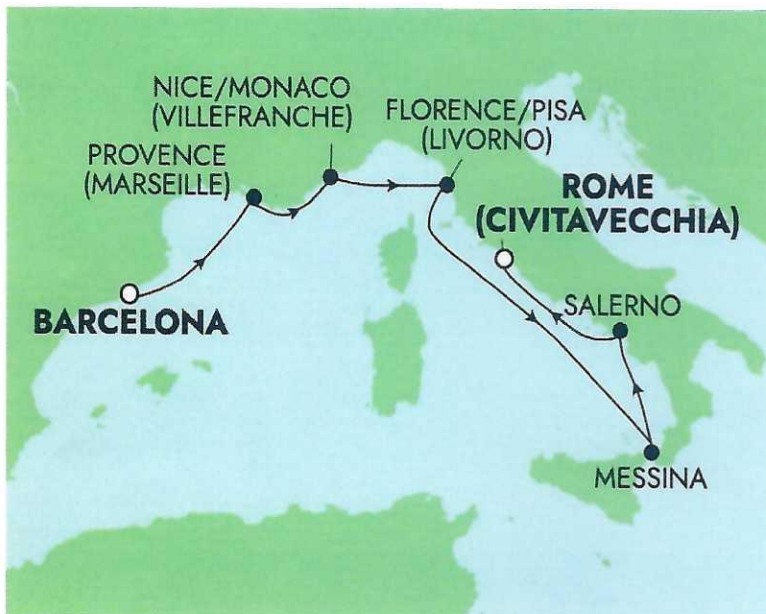 NICE/MONACO
(VILLEFRANCHE)
PROVENCE
(MARSEILLE)
FLORENCE/PISA
(LIVORNO)
ROME
(CIVITAVECCHIA)
BARCELONA
SALERNO
MESSINA